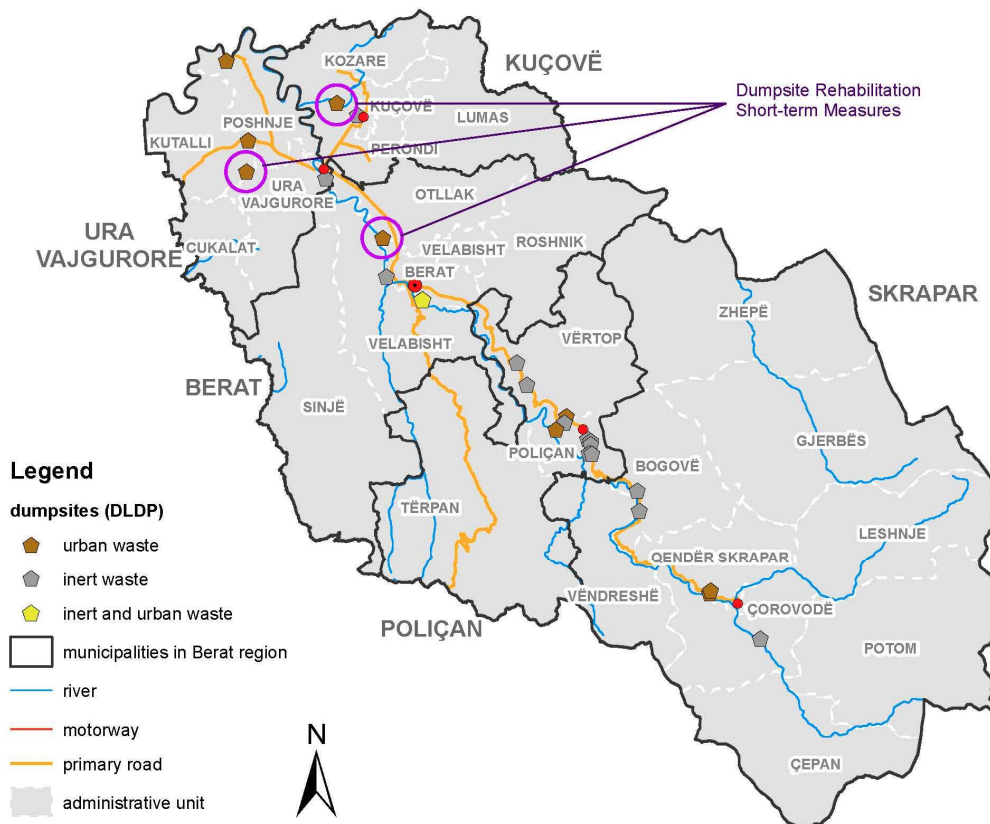 KOZARE
KUÇOVË
Dumpsite Rehabilitation
Short-term Measures
KUÇOVË
LUMAS
POSHNJE
KUTALLI
PERONDI
URA
VAJGURORE
OTLLAK
URA
VAJGURORE
CUKALAT
VELABISHT
ROSHNIK
BERAT
SKRAPAR
ZHEPË
VËRTOP
VELABISHT
BERAT
SINJË
GJERBËS
POLIÇAN
BOGOVË
TËRPAN
LESHNJE
QENDËR SKRAPAR
VËNDRESHË
ÇOROVODË
POLIÇAN
POTOM
ÇEPAN
Legend
dumpsites (DLDP)
urban waste
inert waste
inert and urban waste
municipalities in Berat region
river
motorway
primary road
administrative unit
N